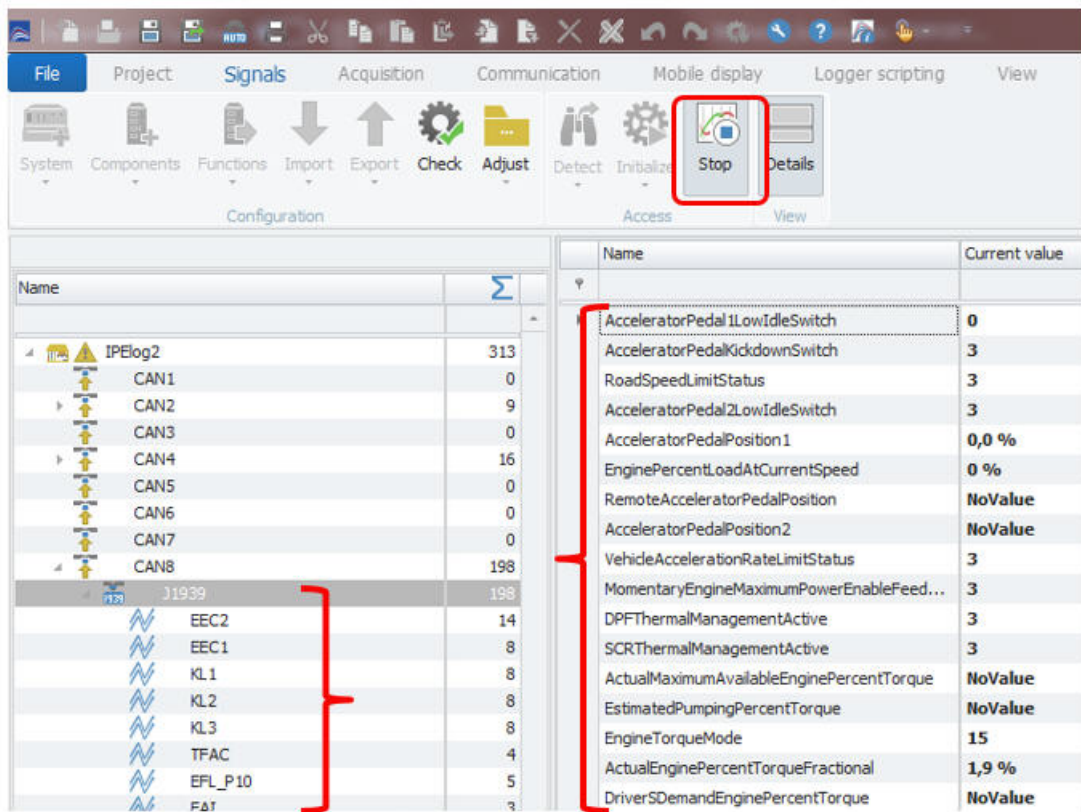 AUTO
File Project Signals Acquisition Communication Mobile display Logger scripting View
System Components Functions Import Export Check Adjust Detect Initialize Stop Details
Configuration Access View
Name Σ
IPElog2 313
CAN1 0
CAN2 9
CAN3 0
CAN4 16
CAN5 0
CAN6 0
CAN7 0
CAN8 198
J1939 198
EEC2 14
EEC1 8
KL1 8
KL2 8
KL3 8
TFAC 4
EFL_P10 5
EAI 3
Name Current value
AcceleratorPedal1LowIdleSwitch 0
AcceleratorPedalKickdownSwitch 3
RoadSpeedLimitStatus 3
AcceleratorPedal2LowIdleSwitch 3
AcceleratorPedalPosition1 0,0 %
EnginePercentLoadAtCurrentSpeed 0 %
RemoteAcceleratorPedalPosition NoValue
AcceleratorPedalPosition2 NoValue
VehicleAccelerationRateLimitStatus 3
MomentaryEngineMaximumPowerEnableFeed... 3
DPFThermalManagementActive 3
SCRThermalManagementActive 3
ActualMaximumAvailableEnginePercentTorque NoValue
EstimatedPumpingPercentTorque NoValue
EngineTorqueMode 15
ActualEnginePercentTorqueFractional 1,9 %
DriverSDemandEnginePercentTorque NoValue